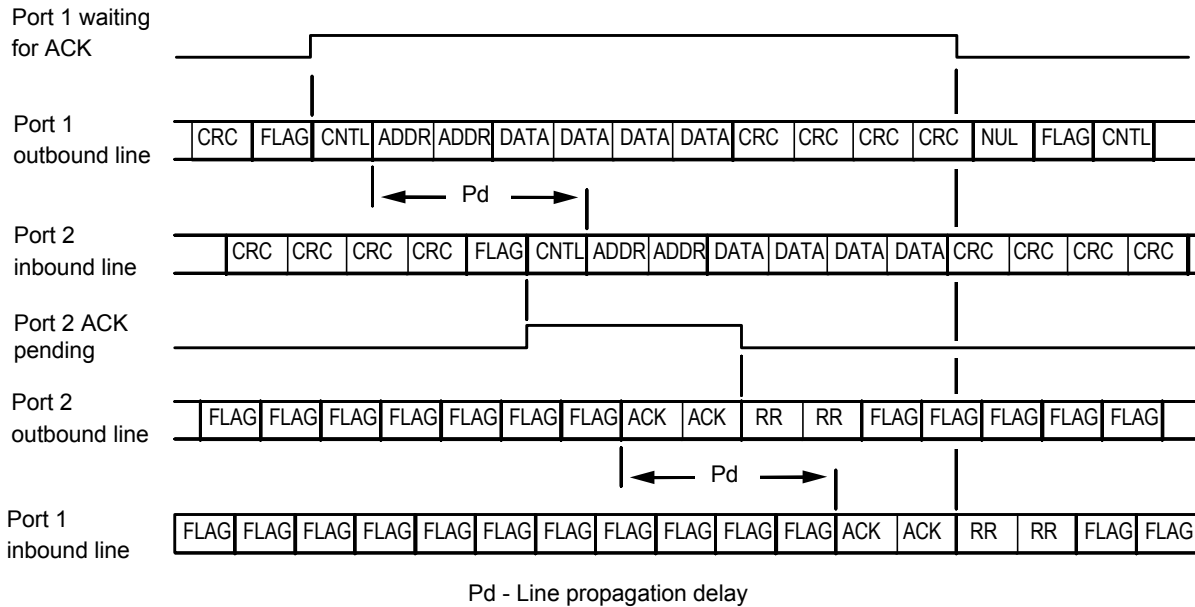 Port 1 waiting
for ACK
Port 1
outbound line
CRC FLAG CNTL ADDR ADDR DATA DATA DATA DATA CRC CRC CRC CRC NUL FLAG CNTL
Pd
Port 2
inbound line
CRC CRC CRC CRC FLAG CNTL ADDR ADDR DATA DATA DATA DATA CRC CRC CRC CRC
Port 2 ACK
pending
Port 2
outbound line
FLAG FLAG FLAG FLAG FLAG FLAG FLAG ACK ACK RR RR FLAG FLAG FLAG FLAG FLAG
Pd
Port 1
inbound line
FLAG FLAG FLAG FLAG FLAG FLAG FLAG FLAG FLAG FLAG FLAG ACK ACK RR RR FLAG FLAG
Pd - Line propagation delay